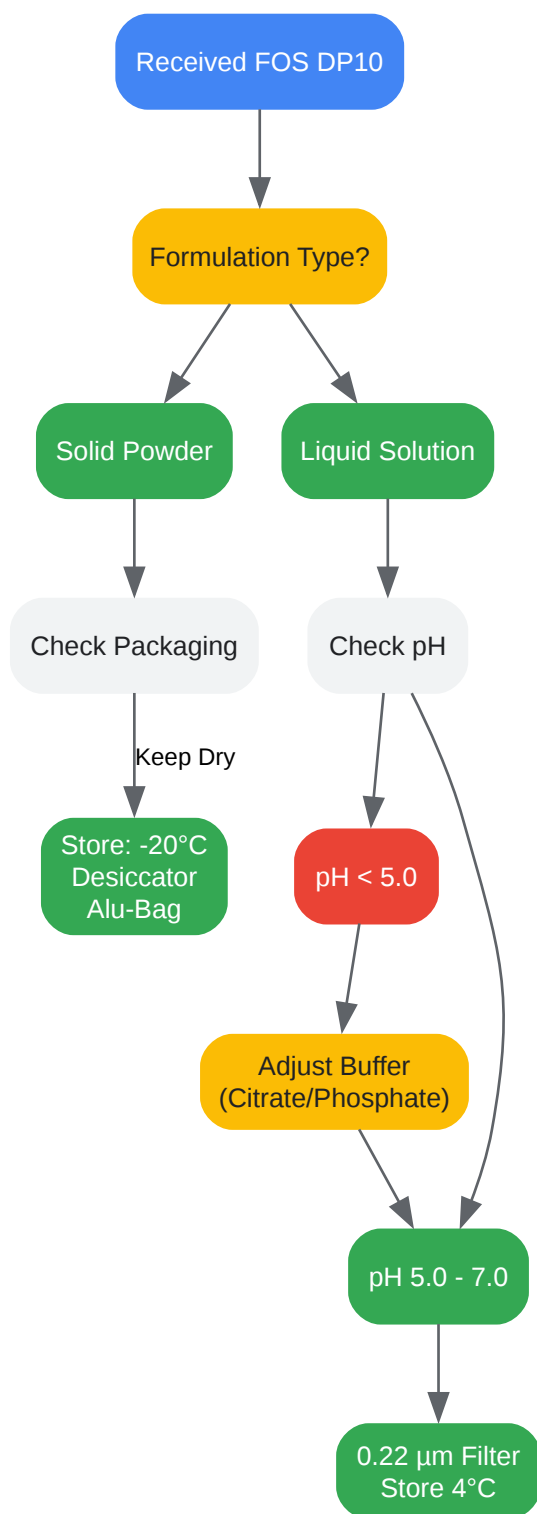 Received FOS DP10
Formulation Type?
Solid Powder
Liquid Solution
Check Packaging
Check pH
Keep Dry
Store: -20°C
Desiccator
Alu-Bag
pH < 5.0
Adjust Buffer
(Citrate/Phosphate)
pH 5.0 - 7.0
0.22 µm Filter
Store 4°C